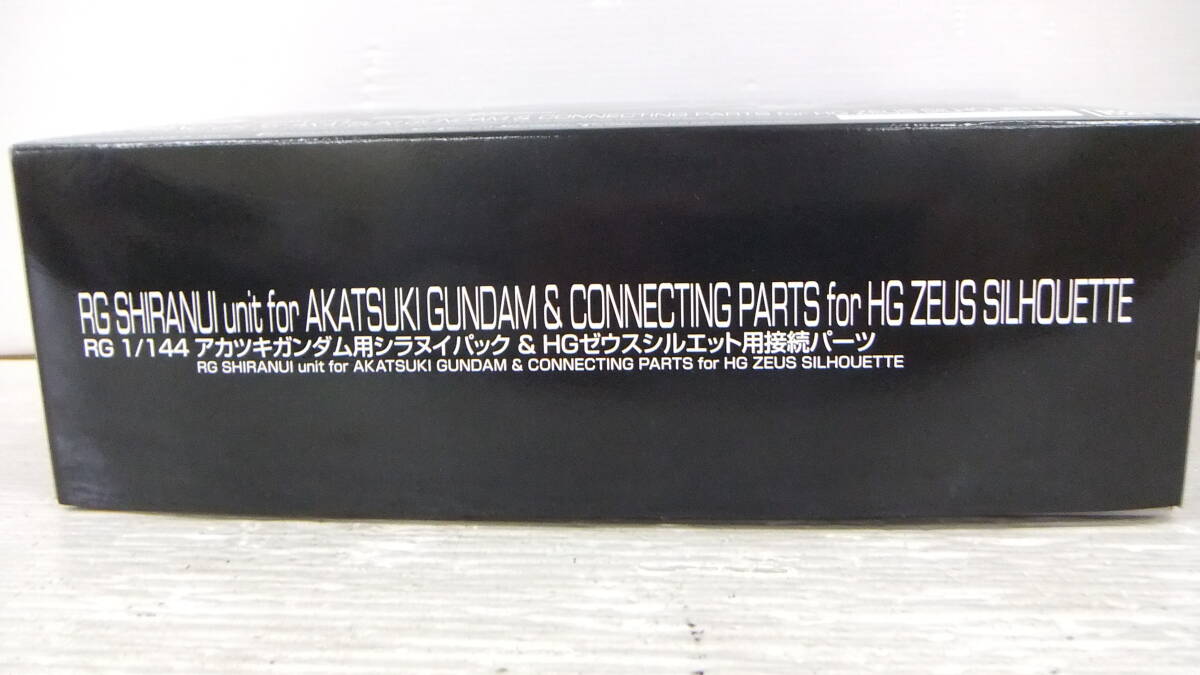 RG SHIRANUI unit for AKATSUKI GUNDAM & CONNECTING PARTS for HG ZEUS SILHOUETTE
RG 1/144 アカツキガンダム用シラヌイパック & HGゼウスシルエット用接続パーツ
RG SHIRANUI unit for AKATSUKI GUNDAM & CONNECTING PARTS for HG ZEUS SILHOUETTE